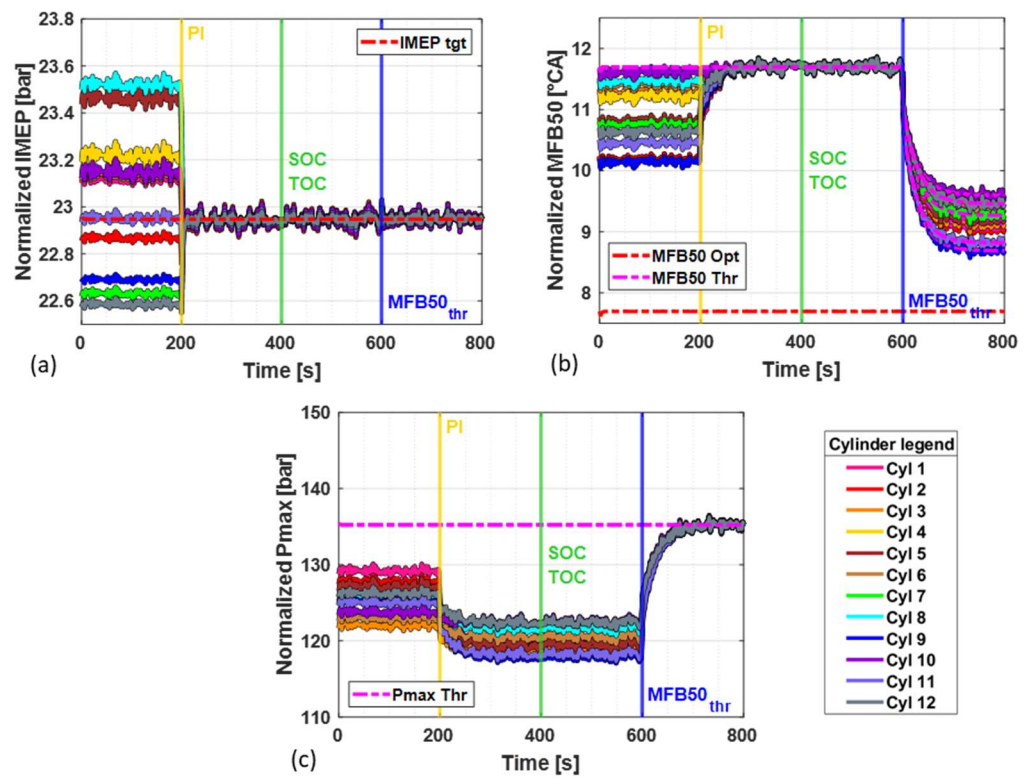 23.8
23.6
23.4
23.2
23
22.8
22.6
Normalized IMEP [bar]
PI
IMEP tgt
SOC
TOC
MFB50thr
0 200 400 600 800
Time [s]
(a)
12
11
10
9
8
Normalized MFB50 [°CA]
PI
SOC
TOC
MFB50 Opt
MFB50 Thr
MFB50thr
0 200 400 600 800
Time [s]
(b)
150
140
130
120
110
Normalized Pmax [bar]
PI
SOC
TOC
Pmax Thr
MFB50thr
0 200 400 600 800
Time [s]
(c)
Cylinder legend
Cyl 1
Cyl 2
Cyl 3
Cyl 4
Cyl 5
Cyl 6
Cyl 7
Cyl 8
Cyl 9
Cyl 10
Cyl 11
Cyl 12